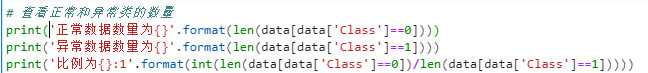 # 查看正常和异常类的数量
print('正常数据数量为{}'.format(len(data[data['Class']==0])))
print('异常数据数量为{}'.format(len(data[data['Class']==1])))
print('比例为{}:1'.format(int(len(data[data['Class']==0])/len(data[data['Class']==1]))))